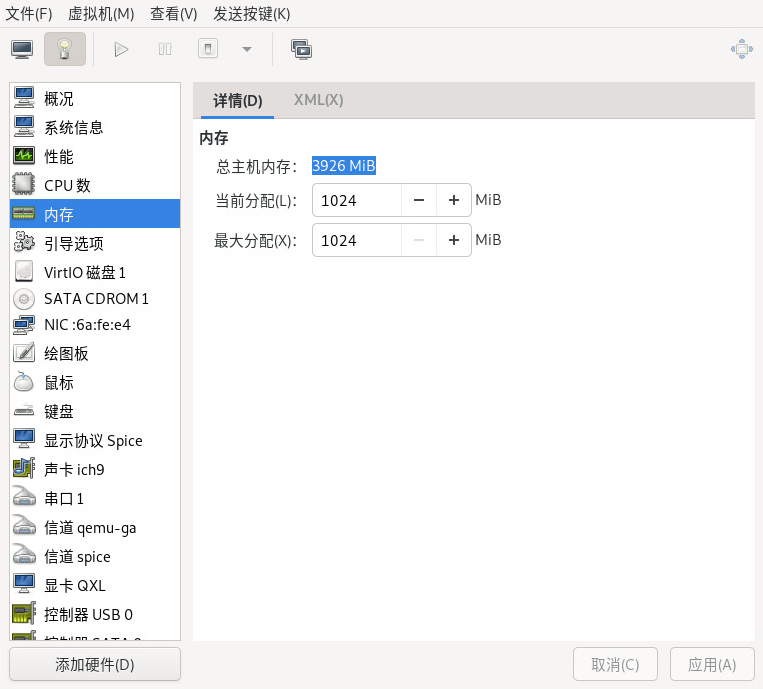 文件(F) 虚拟机(M) 查看(V) 发送按键(K)
概况
系统信息
性能
CPU 数
内存
引导选项
VirtIO 磁盘 1
SATA CDROM 1
NIC :6a:fe:e4
绘图板
鼠标
键盘
显示协议 Spice
声卡 ich9
串口 1
信道 qemu-ga
信道 spice
显卡 QXL
控制器 USB 0
控制器 SATA 0
添加硬件(D)
详情(D) XML(X)
内存
总主机内存： 3926 MiB
当前分配(L)： 1024 − + MiB
最大分配(X)： 1024 − + MiB
取消(C) 应用(A)